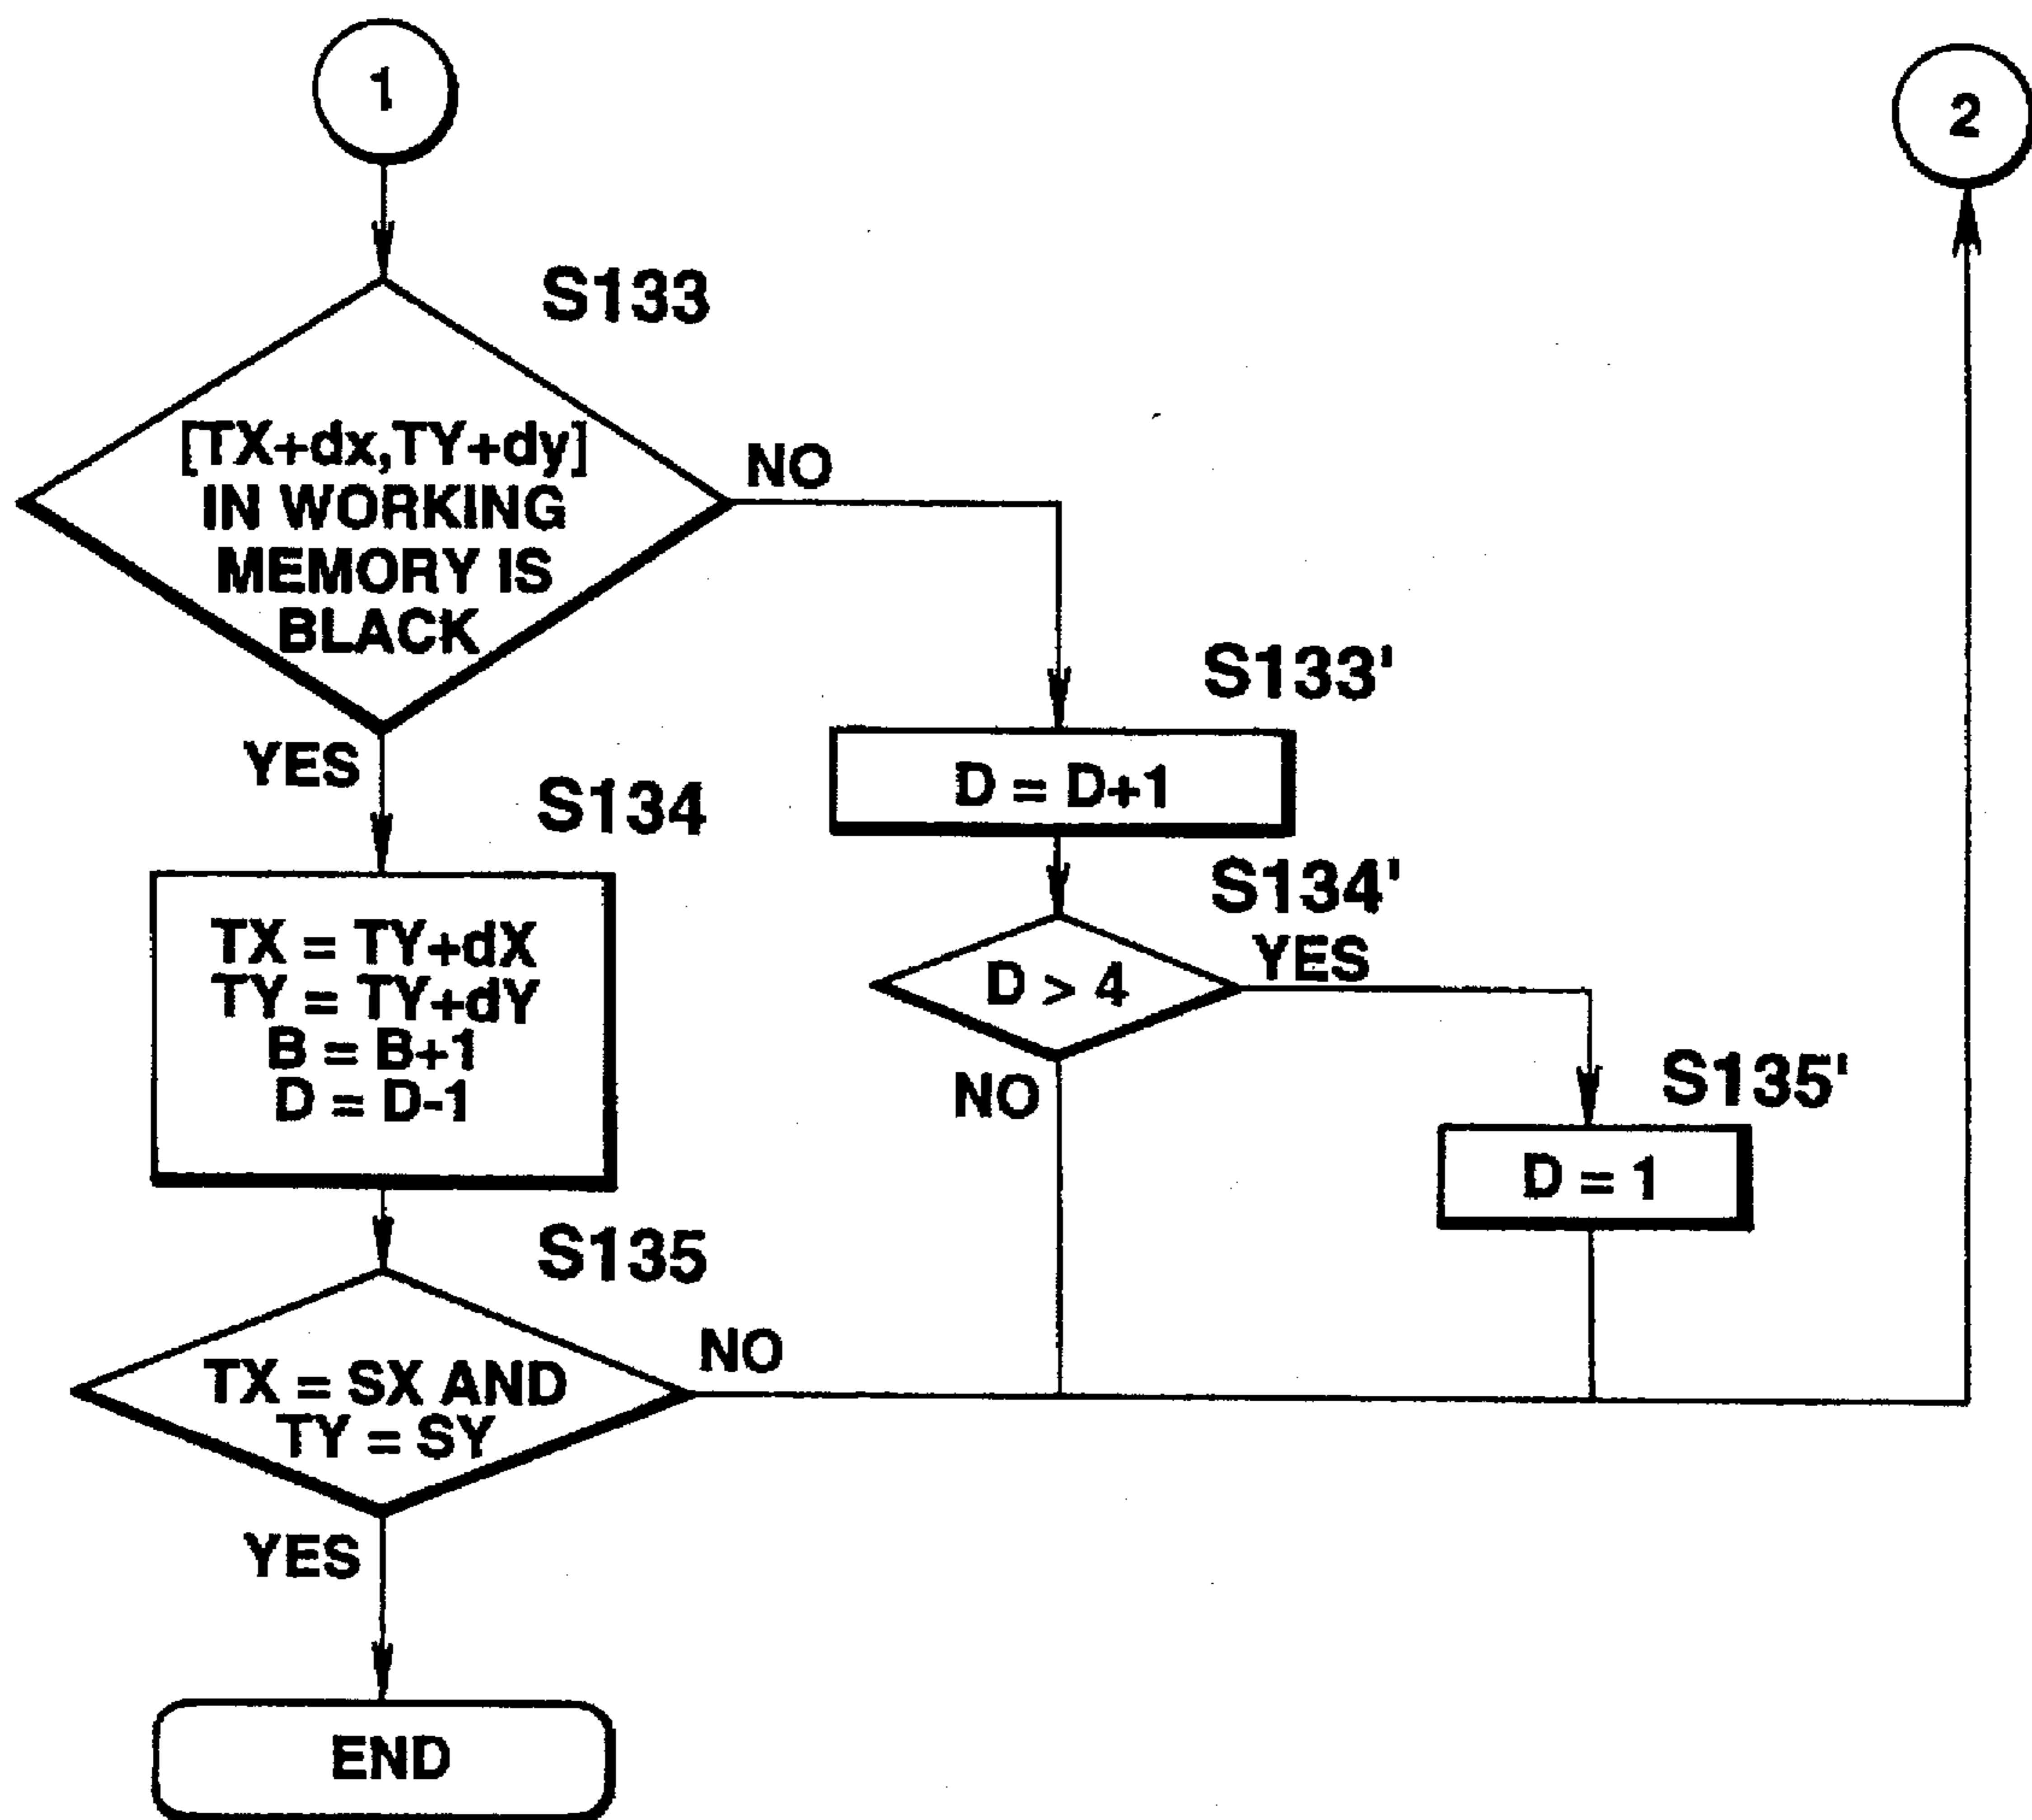 1
2
S133
[TX+dx,TY+dy]
IN WORKING
MEMORY IS
BLACK
NO
YES
S133'
D = D+1
S134
TX = TY+dX
TY = TY+dY
B = B+1
D = D-1
S134'
D > 4
YES
NO
S135'
D = 1
S135
TX = SX AND
TY = SY
NO
YES
END